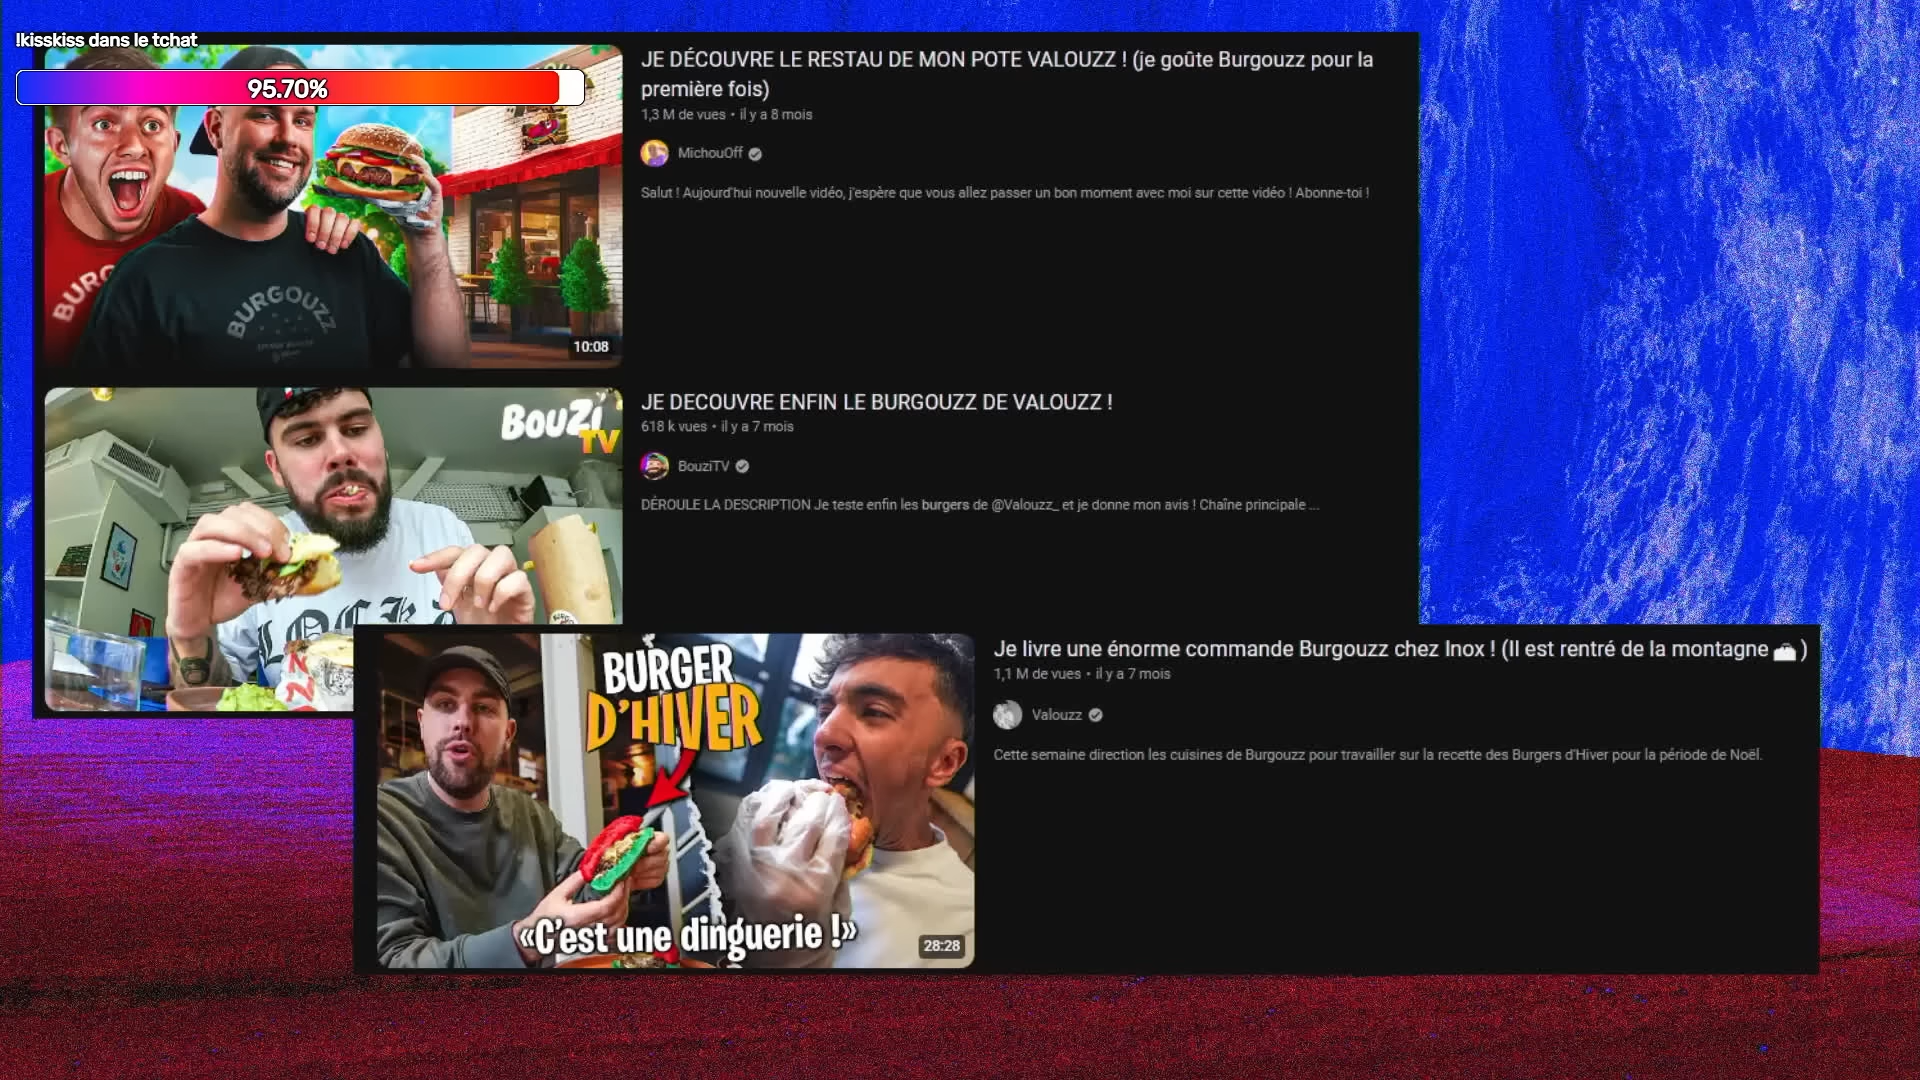 !kisskiss dans le tchat
95.70%
JE DÉCOUVRE LE RESTAU DE MON POTE VALOUZZ ! (je goûte Burgouzz pour la
première fois)
1,3 M de vues • il y a 8 mois
MichouOff
Salut ! Aujourd'hui nouvelle vidéo, j'espère que vous allez passer un bon moment avec moi sur cette vidéo ! Abonne-toi !
BURG
BURGOUZZ
10:08
BOUZI
TV
JE DECOUVRE ENFIN LE BURGOUZZ DE VALOUZZ !
618 k vues • il y a 7 mois
BouziTV
DÉROULE LA DESCRIPTION Je teste enfin les burgers de @Valouzz_ et je donne mon avis ! Chaîne principale ...
BURGER
D'HIVER
«C'est une dinguerie !»
28:28
Je livre une énorme commande Burgouzz chez Inox ! (Il est rentré de la montagne 🏔 )
1,1 M de vues • il y a 7 mois
Valouzz
Cette semaine direction les cuisines de Burgouzz pour travailler sur la recette des Burgers d'Hiver pour la période de Noël.